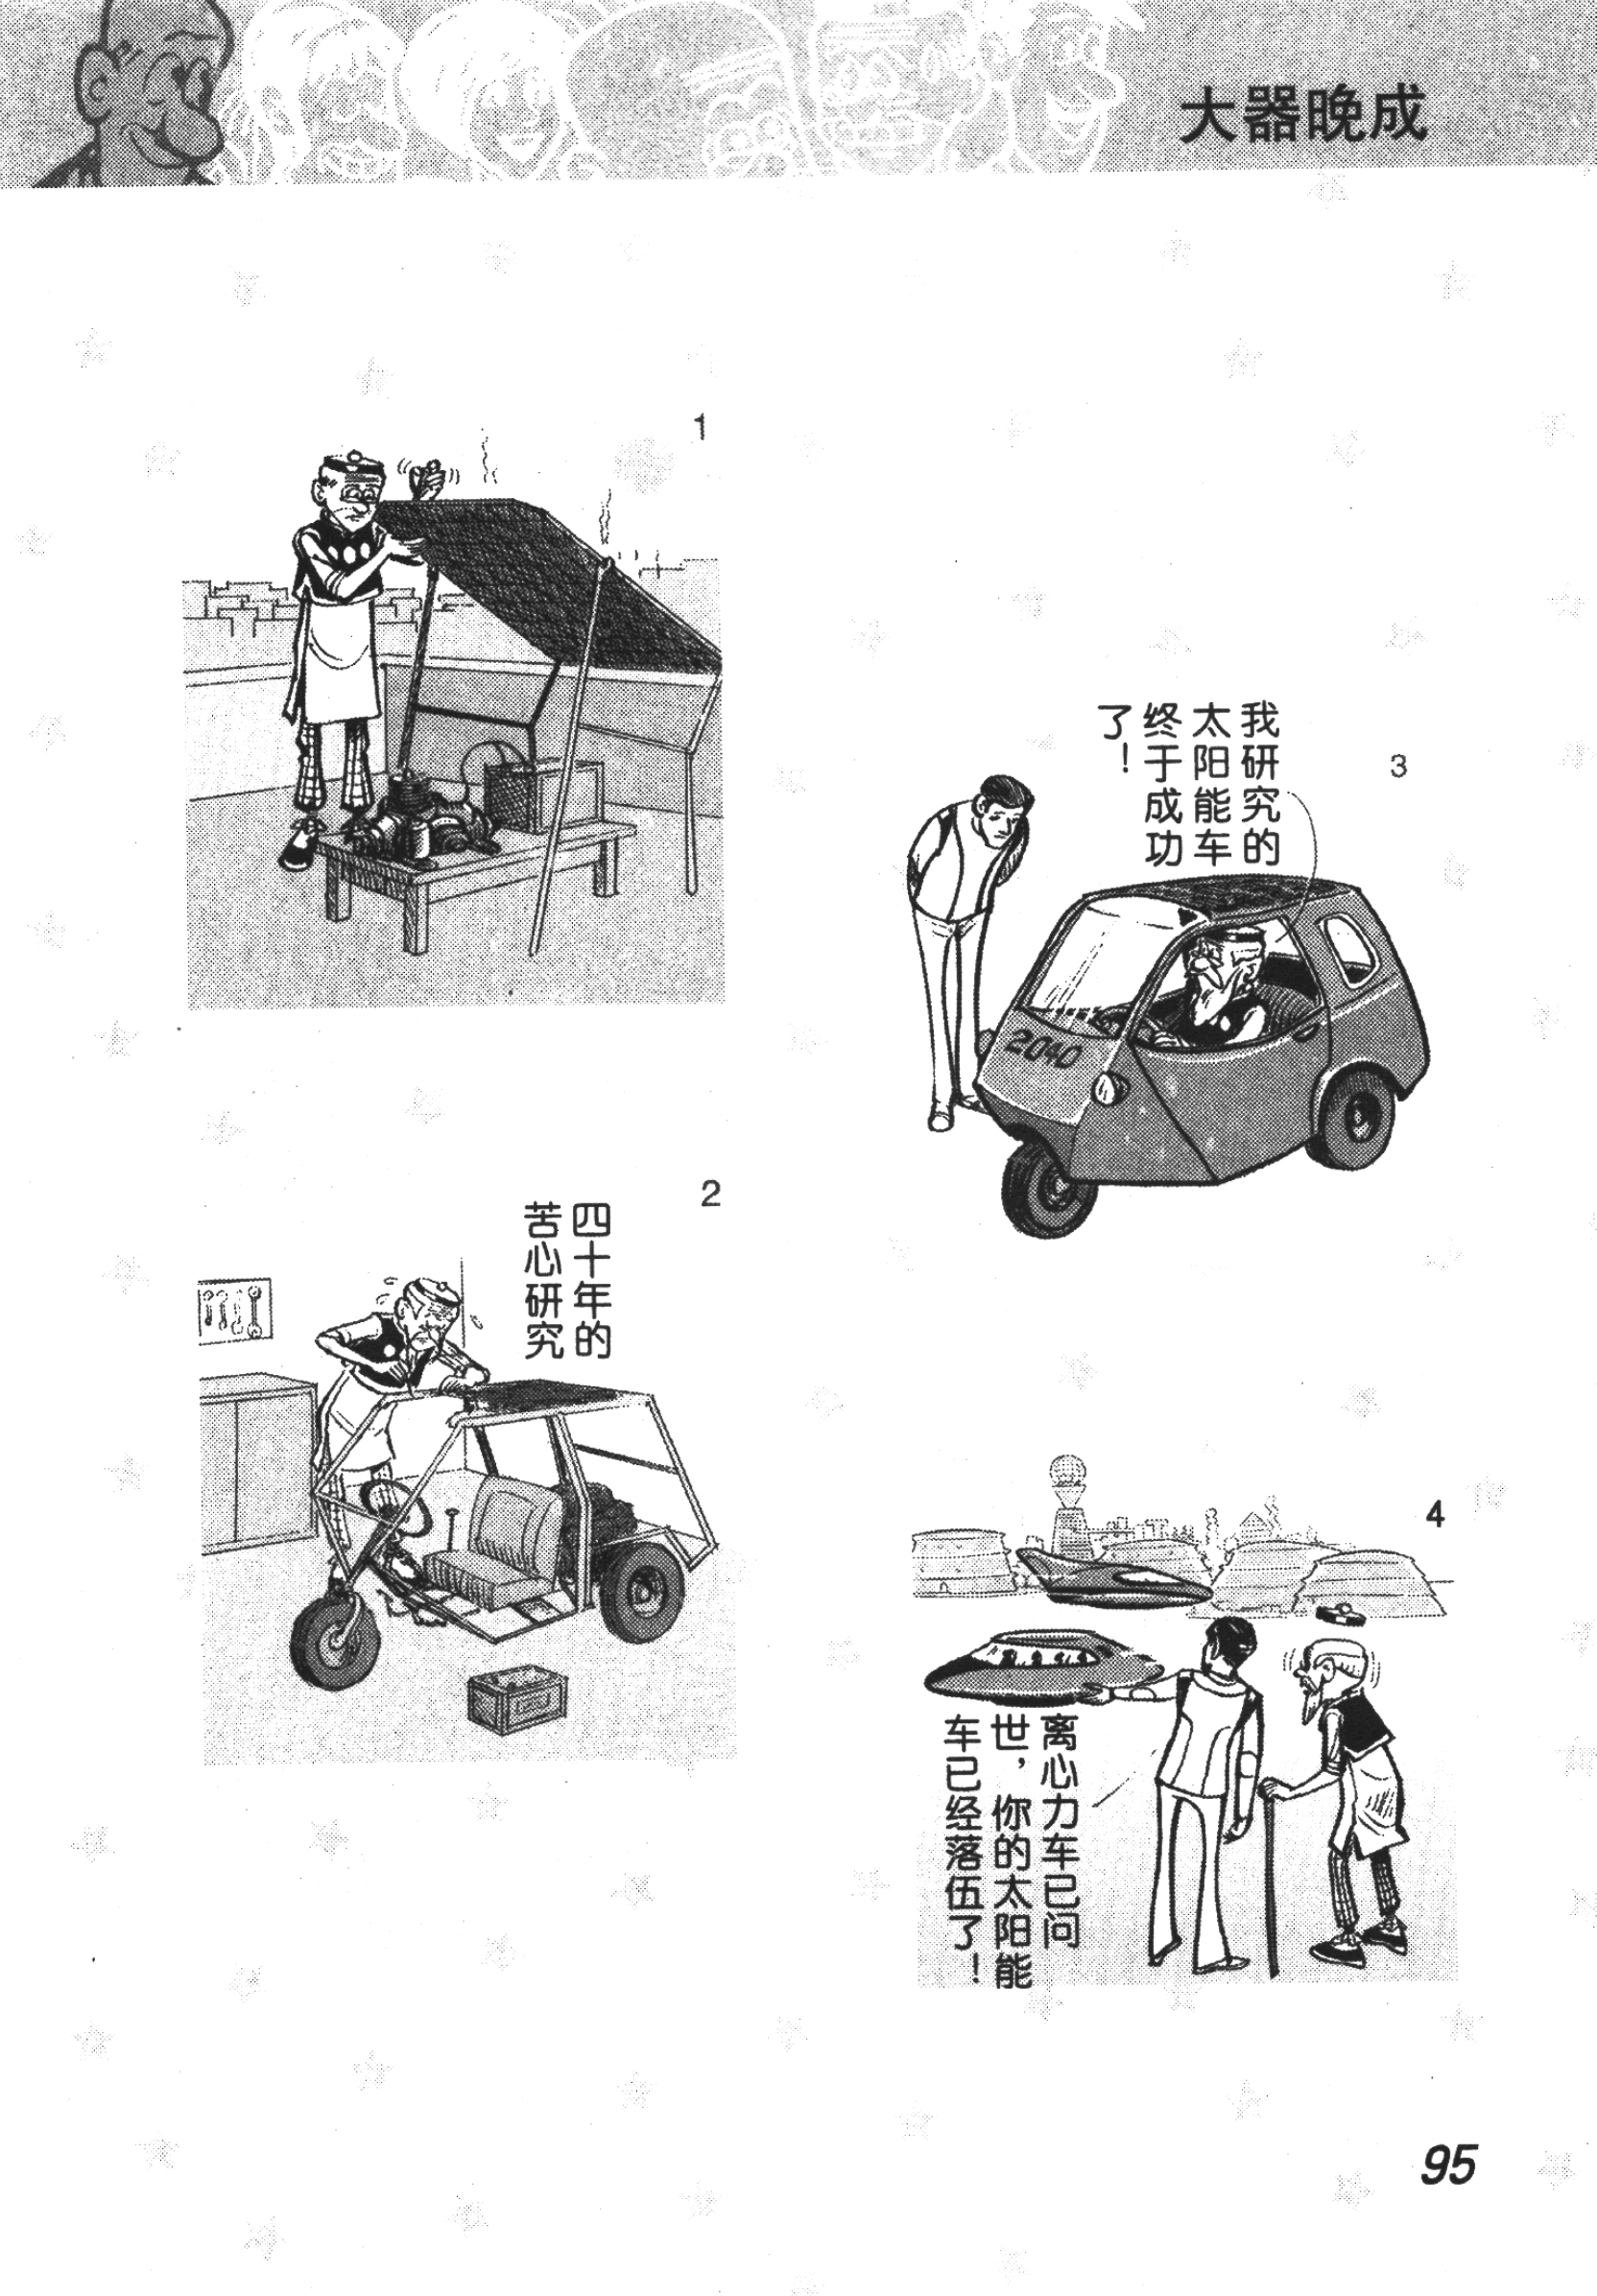 大器晚成
1
2
四十年的
苦心研究
3
我研究的
太阳能车
终于成功
了!
2040
4
离心力车已问
世，你的太阳能
车已经落伍了!
95